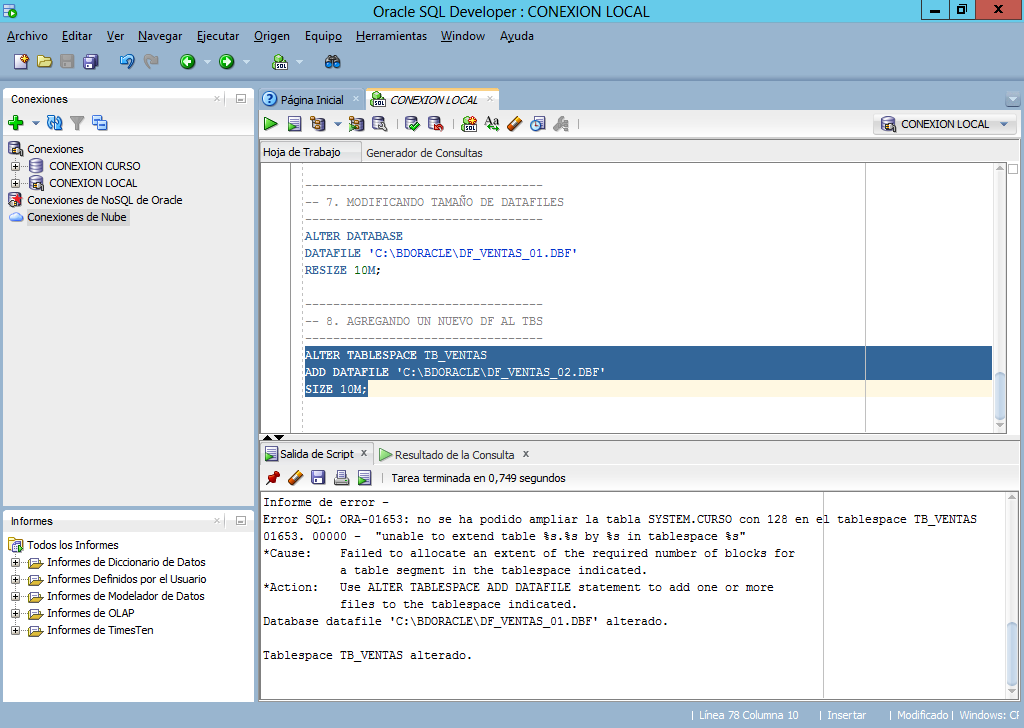 Oracle SQL Developer : CONEXION LOCAL
Archivo Editar Ver Navegar Ejecutar Origen Equipo Herramientas Window Ayuda
Conexiones
Conexiones
CONEXION CURSO
CONEXION LOCAL
Conexiones de NoSQL de Oracle
Conexiones de Nube
Informes
Todos los Informes
Informes de Diccionario de Datos
Informes Definidos por el Usuario
Informes de Modelador de Datos
Informes de OLAP
Informes de TimesTen
Página Inicial CONEXION LOCAL
CONEXION LOCAL
Hoja de Trabajo Generador de Consultas
----------------------------------
-- 7. MODIFICANDO TAMAÑO DE DATAFILES
----------------------------------
ALTER DATABASE
DATAFILE 'C:\BDORACLE\DF_VENTAS_01.DBF'
RESIZE 10M;
----------------------------------
-- 8. AGREGANDO UN NUEVO DF AL TBS
----------------------------------
ALTER TABLESPACE TB_VENTAS
ADD DATAFILE 'C:\BDORACLE\DF_VENTAS_02.DBF'
SIZE 10M;
Salida de Script Resultado de la Consulta
Tarea terminada en 0,749 segundos
Informe de error -
Error SQL: ORA-01653: no se ha podido ampliar la tabla SYSTEM.CURSO con 128 en el tablespace TB_VENTAS
01653. 00000 - "unable to extend table %s.%s by %s in tablespace %s"
*Cause: Failed to allocate an extent of the required number of blocks for
a table segment in the tablespace indicated.
*Action: Use ALTER TABLESPACE ADD DATAFILE statement to add one or more
files to the tablespace indicated.
Database datafile 'C:\BDORACLE\DF_VENTAS_01.DBF' alterado.
Tablespace TB_VENTAS alterado.
Línea 78 Columna 10 | Insertar | Modificado | Windows: CF